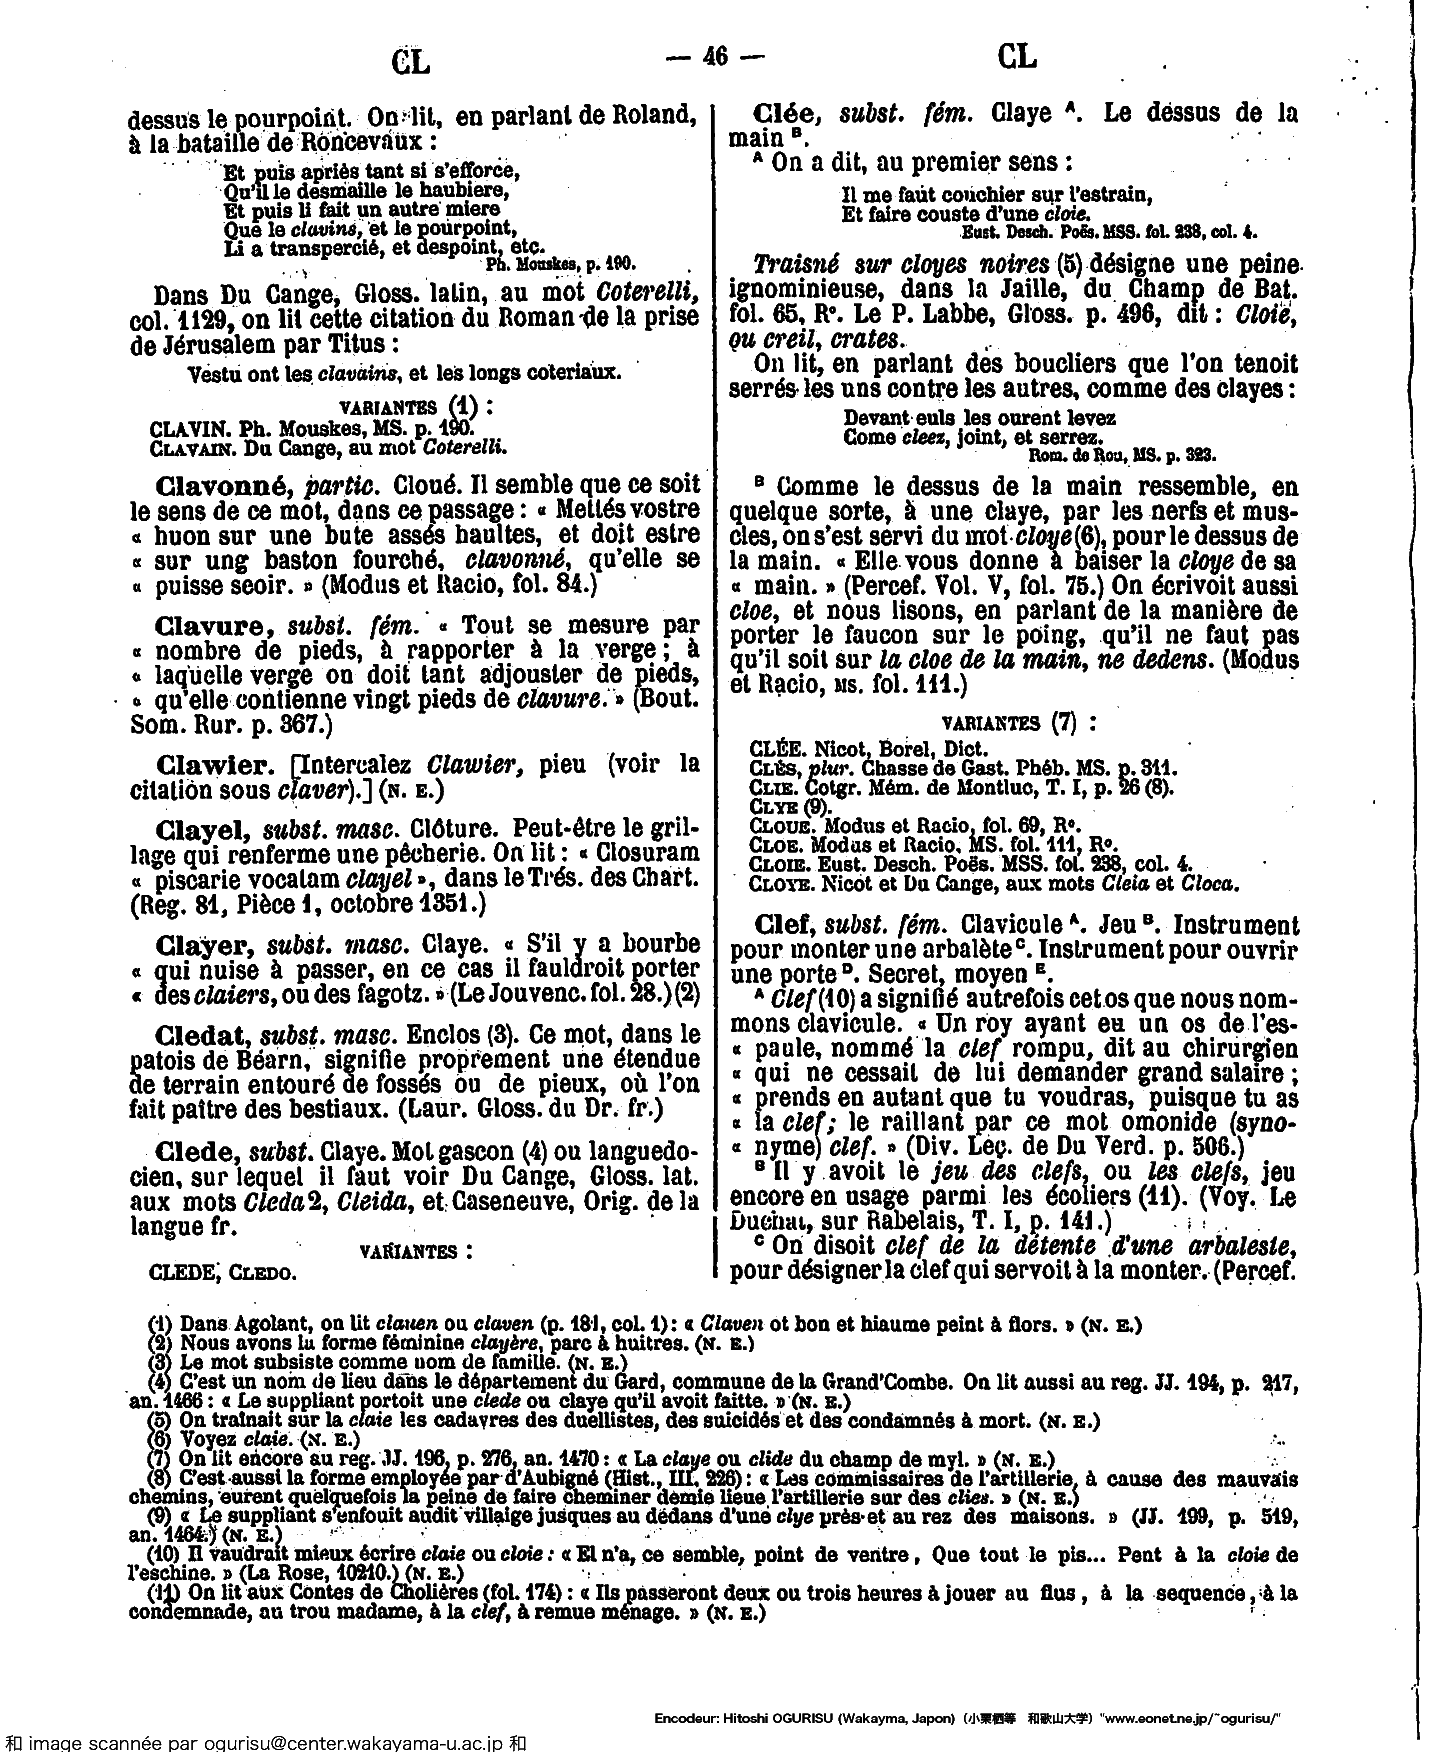 CL
— 46 —
CL
dessus le pourpoint. On lit, en parlant de Roland,
à la bataille de Roncevaux :
Et puis apriès tant si s'efforce,
Qu'il le desmaille le haubiere,
Et puis li fait un autre miere
Que le clavins, et le pourpoint,
Li a transpercié, et despoint, etc.
Ph. Mouskes, p. 190.
Dans Du Cange, Gloss. latin, au mot Coterelli,
col. 1129, on lit cette citation du Roman de la prise
de Jérusalem par Titus :
Vestu ont les clavains, et les longs coteriaux.
VARIANTES (1) :
CLAVIN. Ph. Mouskes, MS. p. 190.
CLAVAIN. Du Cange, au mot Coterelli.
Clavonné, partic. Cloué. Il semble que ce soit
le sens de ce mot, dans ce passage : « Mettés vostre
« huon sur une bute assés haultes, et doit estre
« sur ung baston fourché, clavonné, qu'elle se
« puisse seoir. » (Modus et Racio, fol. 84.)
Clavure, subst. fém. « Tout se mesure par
« nombre de pieds, à rapporter à la verge ; à
« laquelle verge on doit tant adjouster de pieds,
« qu'elle contienne vingt pieds de clavure. » (Bout.
Som. Rur. p. 367.)
Clawier. [Intercalez Clawier, pieu (voir la
citation sous claver).] (N. E.)
Clayel, subst. masc. Clôture. Peut-être le gril-
lage qui renferme une pêcherie. On lit : « Closuram
« piscarie vocatam clayel », dans le Trés. des Chart.
(Reg. 81, Pièce 1, octobre 1351.)
Clayer, subst. masc. Claye. « S'il y a bourbe
« qui nuise à passer, en ce cas il fauldroit porter
« des claiers, ou des fagotz. » (Le Jouvenc. fol. 28.) (2)
Cledat, subst. masc. Enclos (3). Ce mot, dans le
patois de Béarn, signifie proprement une étendue
de terrain entouré de fossés ou de pieux, où l'on
fait paître des bestiaux. (Laur. Gloss. du Dr. fr.)
Clede, subst. Claye. Mot gascon (4) ou languedo-
cien, sur lequel il faut voir Du Cange, Gloss. lat.
aux mots Cleda 2, Cleida, et Caseneuve, Orig. de la
langue fr.
VARIANTES :
CLEDE, CLEDO.
Clée, subst. fém. Claye A. Le dessus de la
main B.
A On a dit, au premier sens :
Il me faut couchier sur l'estrain,
Et faire couste d'une cloie.
Eust. Desch. Poës. MSS. fol. 238, col. 4.
Traisné sur cloyes noires (5) désigne une peine
ignominieuse, dans la Jaille, du Champ de Bat.
fol. 65, R°. Le P. Labbe, Gloss. p. 496, dit : Cloie,
ou creil, crates.
On lit, en parlant des boucliers que l'on tenoit
serrés les uns contre les autres, comme des clayes :
Devant euls les ourent levez
Come cleez, joint, et serrez.
Rom. de Rou, MS. p. 323.
B Comme le dessus de la main ressemble, en
quelque sorte, à une claye, par les nerfs et mus-
cles, on s'est servi du mot cloye (6), pour le dessus de
la main. « Elle vous donne à baiser la cloye de sa
« main. » (Percef. Vol. V, fol. 75.) On écrivoit aussi
cloe, et nous lisons, en parlant de la manière de
porter le faucon sur le poing, qu'il ne faut pas
qu'il soit sur la cloe de la main, ne dedens. (Modus
et Racio, MS. fol. 111.)
VARIANTES (7) :
CLÉE. Nicot, Borel, Dict.
CLÈS, plur. Chasse de Gast. Phéb. MS. p. 311.
CLIE. Cotgr. Mém. de Montluc, T. I, p. 26 (8).
CLYE (9).
CLOUE. Modus et Racio, fol. 69, R°.
CLOE. Modus et Racio, MS. fol. 111, R°.
CLOIE. Eust. Desch. Poës. MSS. fol. 238, col. 4.
CLOYE. Nicot et Du Cange, aux mots Cleia et Cloca.
Clef, subst. fém. Clavicule A. Jeu B. Instrument
pour monter une arbalète C. Instrument pour ouvrir
une porte D. Secret, moyen E.
A Clef (10) a signifié autrefois cet os que nous nom-
mons clavicule. « Un roy ayant eu un os de l'es-
« paule, nommé la clef rompu, dit au chirurgien
« qui ne cessait de lui demander grand salaire ;
« prends en autant que tu voudras, puisque tu as
« la clef ; le raillant par ce mot omonide (syno-
« nyme) clef. » (Div. Leç. de Du Verd. p. 506.)
B Il y avoit le jeu des clefs, ou les clefs, jeu
encore en usage parmi les écoliers (11). (Voy. Le
Duchat, sur Rabelais, T. I, p. 141.)
C On disoit clef de la détente d'une arbaleste,
pour désigner la clef qui servoit à la monter. (Percef.
(1) Dans Agolant, on lit clauen ou claven (p. 181, col. 1) : « Claven ot bon et hiaume peint à flors. » (N. E.)
(2) Nous avons la forme féminine clayère, parc à huitres. (N. E.)
(3) Le mot subsiste comme nom de famille. (N. E.)
(4) C'est un nom de lieu dans le département du Gard, commune de la Grand'Combe. On lit aussi au reg. JJ. 194, p. 217,
an. 1466 : « Le suppliant portoit une clede ou claye qu'il avoit faitte. » (N. E.)
(5) On traînait sur la claie les cadavres des duellistes, des suicidés et des condamnés à mort. (N. E.)
(6) Voyez claie. (N. E.)
(7) On lit encore au reg. JJ. 196, p. 276, an. 1470 : « La claye ou clide du champ de myl. » (N. E.)
(8) C'est aussi la forme employée par d'Aubigné (Hist., III, 226) : « Les commissaires de l'artillerie, à cause des mauvais
chemins, eurent quelquefois la peine de faire cheminer demie lieue l'artillerie sur des clies. » (N. E.)
(9) « Le suppliant s'enfouit audit villaige jusques au dedans d'une clye près et au rez des maisons. » (JJ. 199, p. 519,
an. 1464.) (N. E.)
(10) Il vaudrait mieux écrire claie ou cloie : « El n'a, ce semble, point de ventre, Que tout le pis... Pent à la cloie de
l'eschine. » (La Rose, 10210.) (N. E.)
(11) On lit aux Contes de Cholières (fol. 174) : « Ils passeront deux ou trois heures à jouer au flus, à la sequence, à la
condemnade, au trou madame, à la clef, à remue ménage. » (N. E.)
Encodeur: Hitoshi OGURISU (Wakayma, Japon) (小栗栖等 和歌山大学) "www.eonet.ne.jp/~ogurisu/"
和 image scannée par ogurisu@center.wakayama-u.ac.jp 和